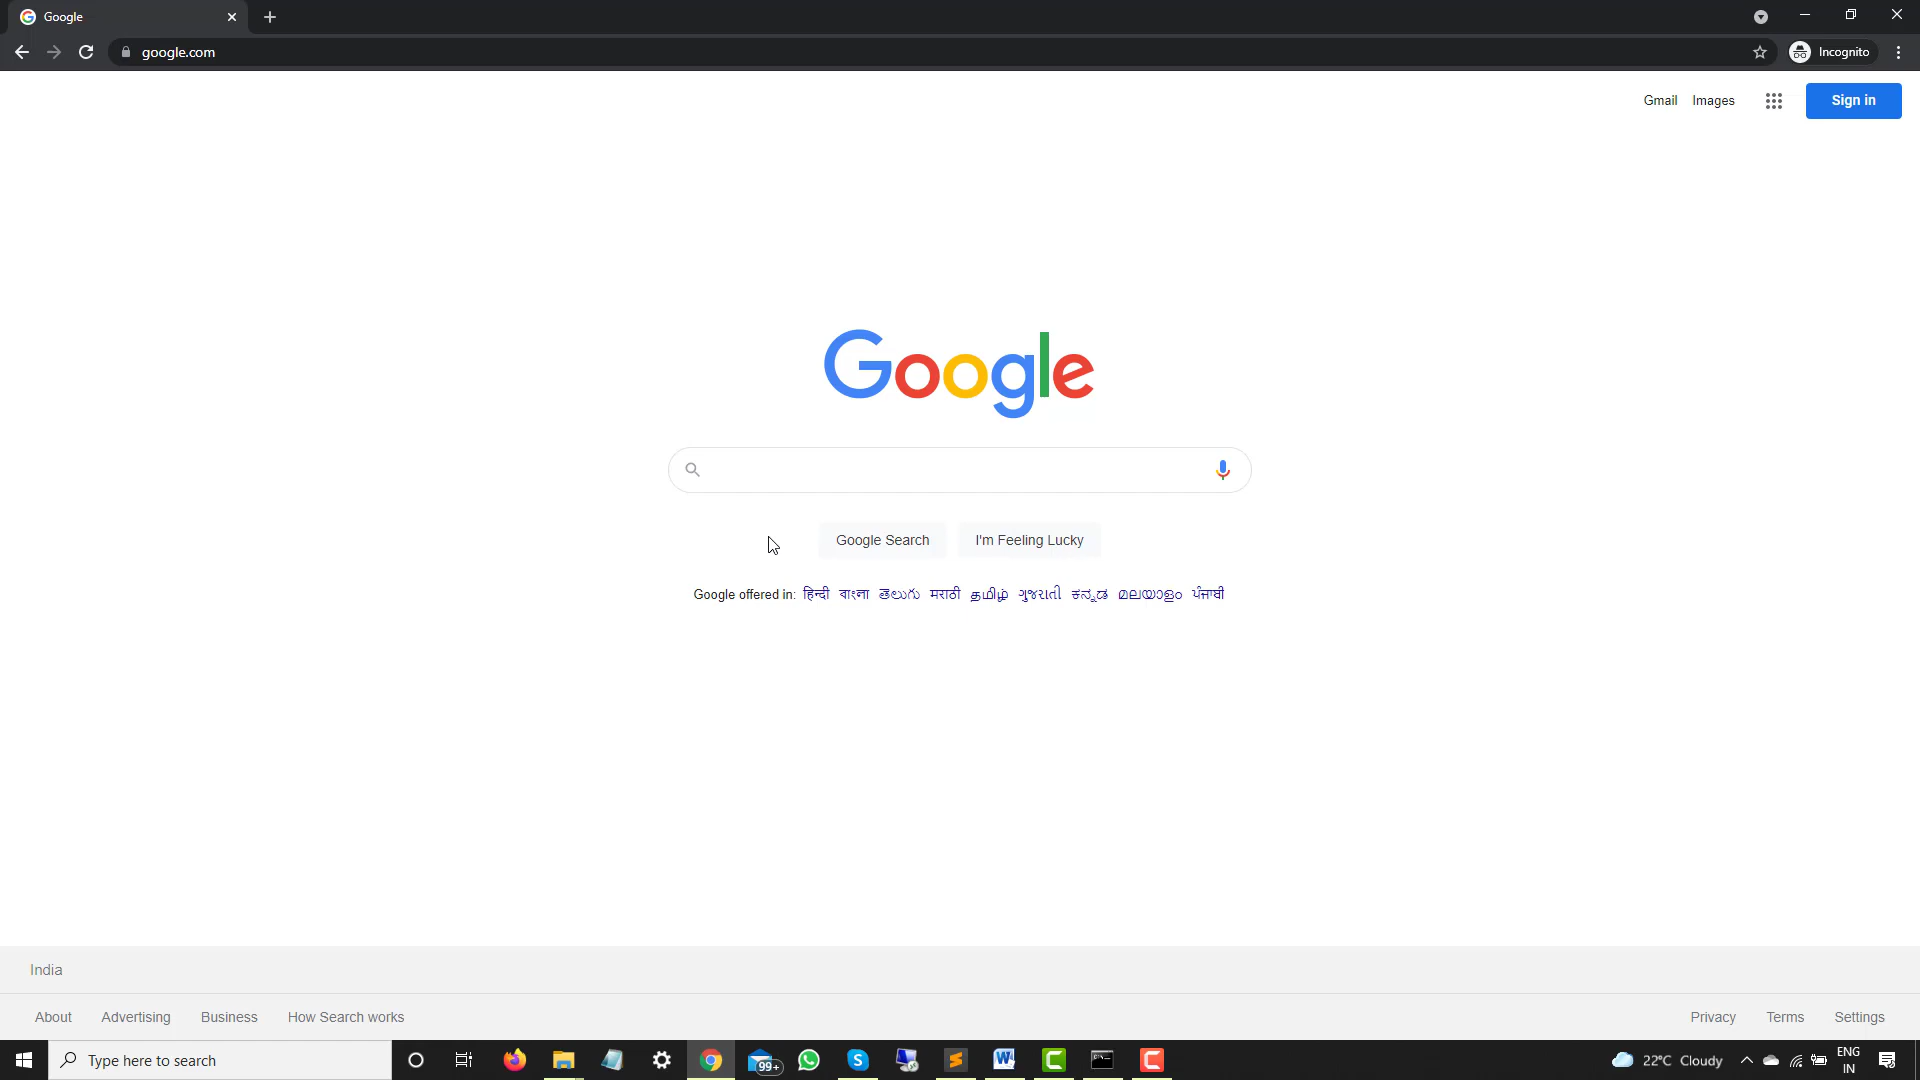 Google
google.com
Incognito
Gmail Images Sign in
Google
Google Search I'm Feeling Lucky
Google offered in: हिन्दी বাংলা తెలుగు मराठी தமிழ் ગુજરાતી ಕನ್ನಡ മലയാളം ਪੰਜਾਬੀ
India
About Advertising Business How Search works Privacy Terms Settings
Type here to search
99+
22°C Cloudy
ENG
IN